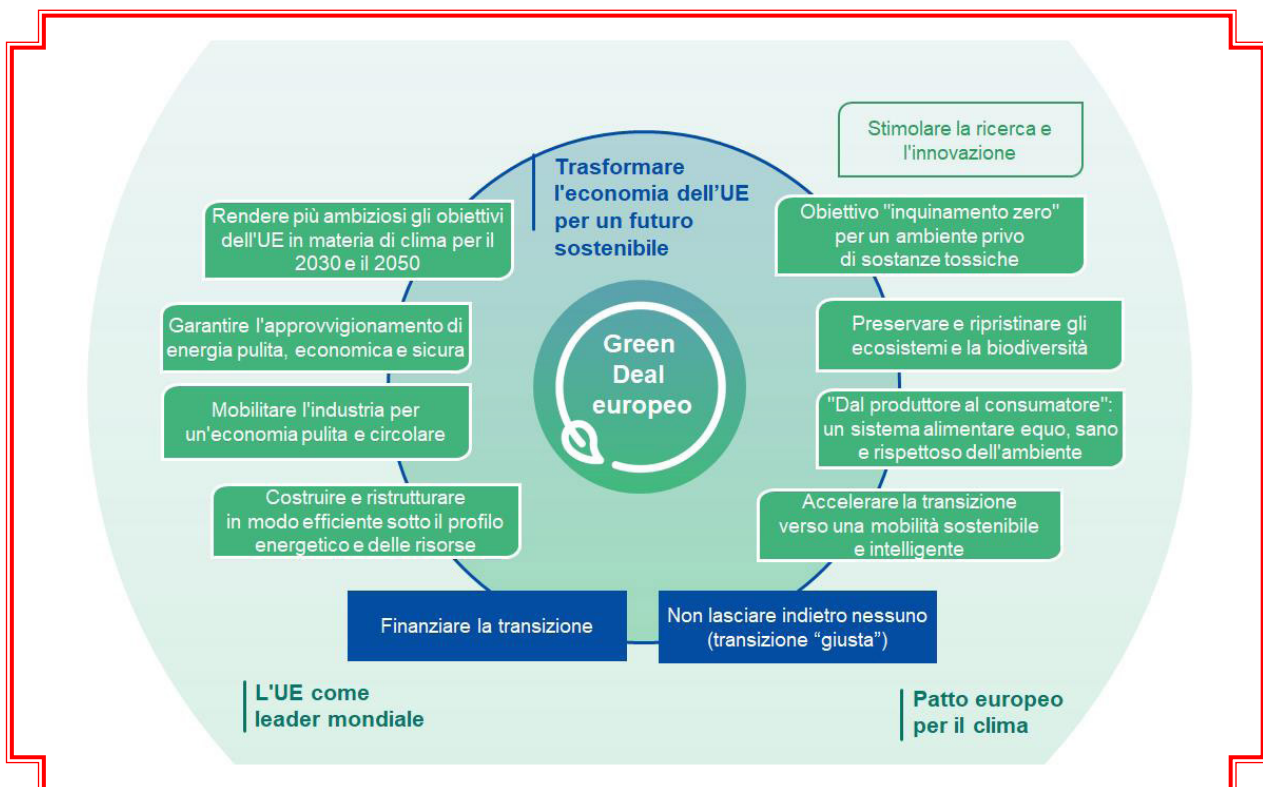 Stimolare la ricerca e
l'innovazione
Trasformare
l'economia dell'UE
per un futuro
sostenibile
Rendere più ambiziosi gli obiettivi
dell'UE in materia di clima per il
2030 e il 2050
Obiettivo "inquinamento zero"
per un ambiente privo
di sostanze tossiche
Garantire l'approvvigionamento di
energia pulita, economica e sicura
Preservare e ripristinare gli
ecosistemi e la biodiversità
Green
Deal
europeo
Mobilitare l'industria per
un'economia pulita e circolare
"Dal produttore al consumatore":
un sistema alimentare equo, sano
e rispettoso dell'ambiente
Costruire e ristrutturare
in modo efficiente sotto il profilo
energetico e delle risorse
Accelerare la transizione
verso una mobilità sostenibile
e intelligente
Finanziare la transizione
Non lasciare indietro nessuno
(transizione “giusta”)
L'UE come
leader mondiale
Patto europeo
per il clima